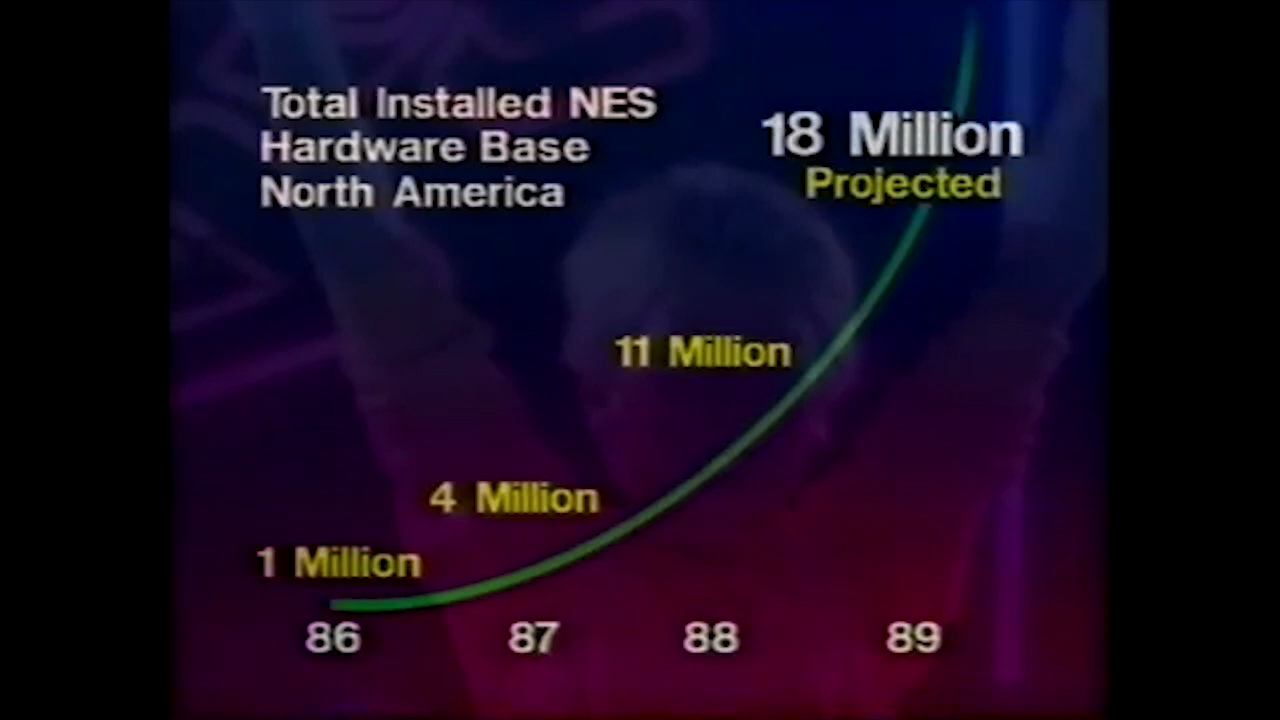 Total Installed NES
Hardware Base
North America
18 Million
Projected
11 Million
4 Million
1 Million
86 87 88 89